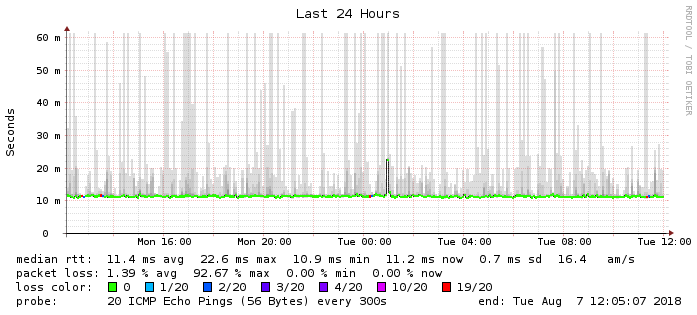 Last 24 Hours
RRDTOOL / TOBI OETIKER
Seconds
60 m
50 m
40 m
30 m
20 m
10 m
0
Mon 16:00 Mon 20:00 Tue 00:00 Tue 04:00 Tue 08:00 Tue 12:00
median rtt: 11.4 ms avg 22.6 ms max 10.9 ms min 11.2 ms now 0.7 ms sd 16.4 am/s
packet loss: 1.39 % avg 92.67 % max 0.00 % min 0.00 % now
loss color: 0 1/20 2/20 3/20 4/20 10/20 19/20
probe: 20 ICMP Echo Pings (56 Bytes) every 300s end: Tue Aug 7 12:05:07 2018